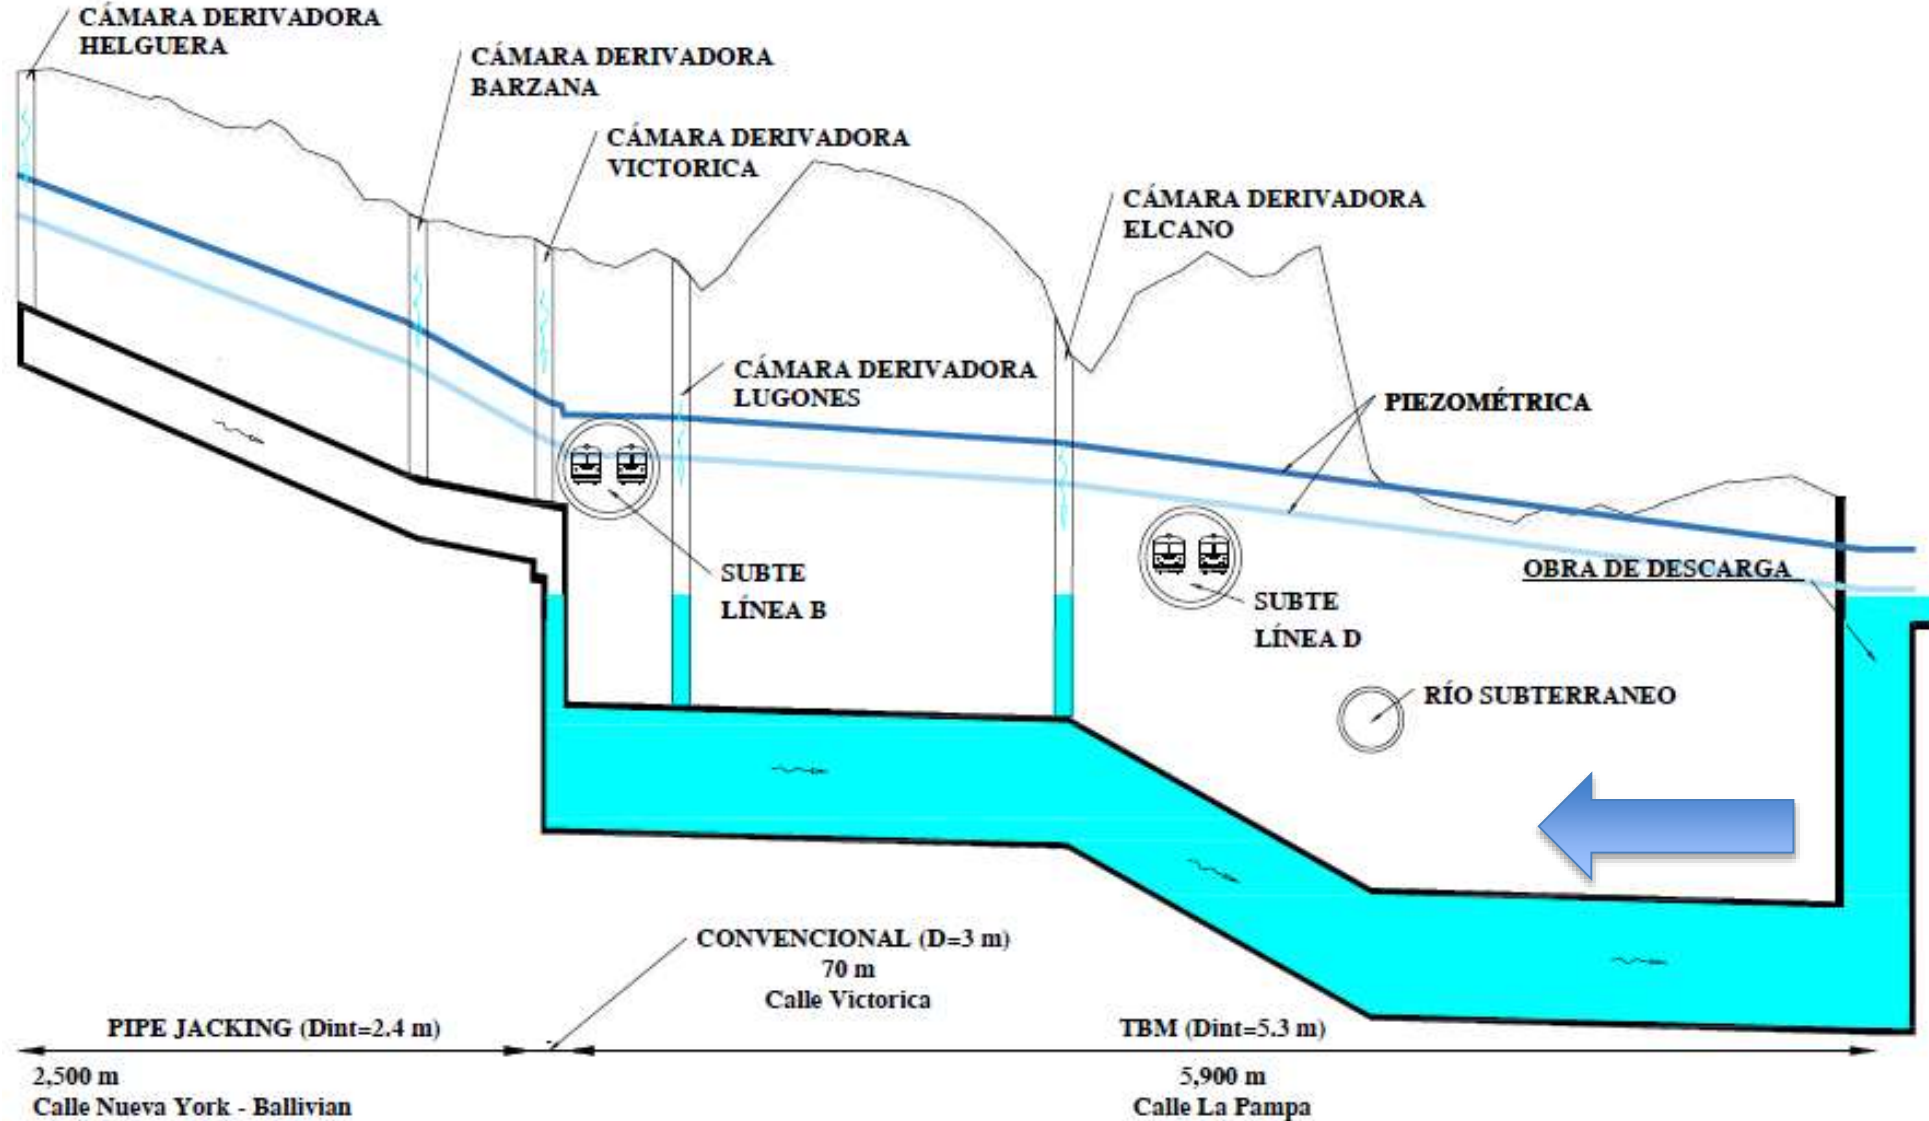 CÁMARA DERIVADORA
HELGUERA
CÁMARA DERIVADORA
BARZANA
CÁMARA DERIVADORA
VICTORICA
CÁMARA DERIVADORA
ELCANO
CÁMARA DERIVADORA
LUGONES
PIEZOMÉTRICA
SUBTE
LÍNEA B
OBRA DE DESCARGA
SUBTE
LÍNEA D
RÍO SUBTERRANEO
CONVENCIONAL (D=3 m)
70 m
Calle Victorica
PIPE JACKING (Dint=2.4 m)
TBM (Dint=5.3 m)
2,500 m
Calle Nueva York - Ballivian
5,900 m
Calle La Pampa